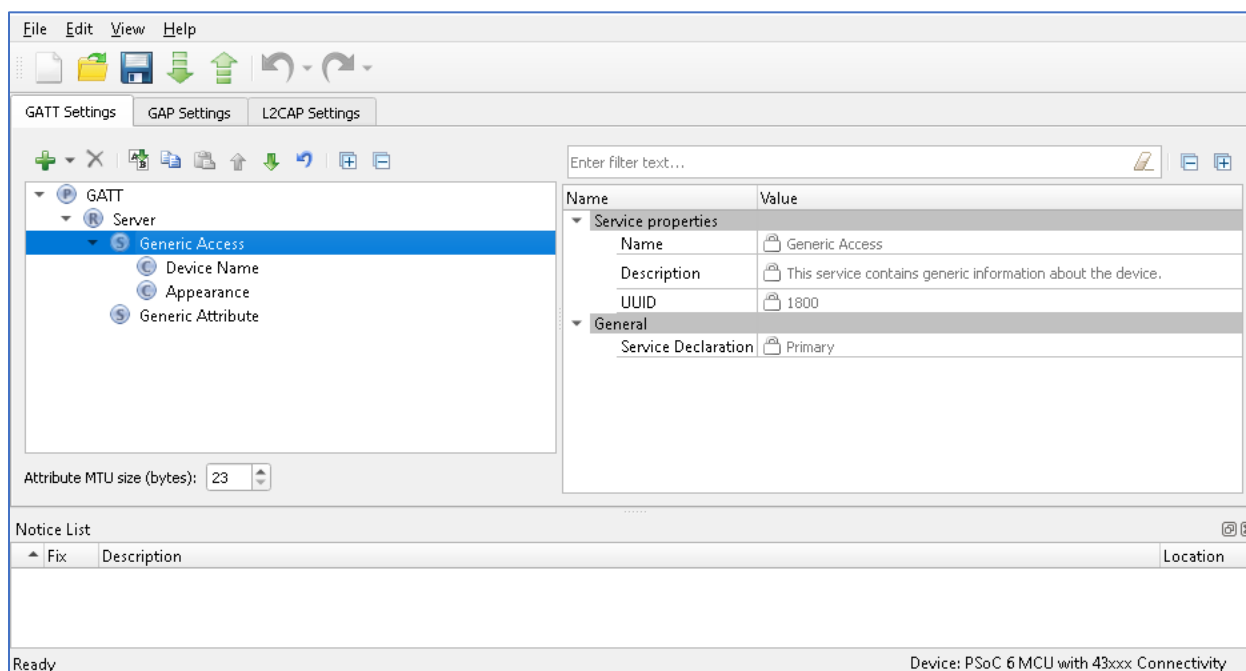 File Edit View Help
GATT Settings GAP Settings L2CAP Settings
Enter filter text...
P GATT
R Server
S Generic Access
C Device Name
C Appearance
S Generic Attribute
Attribute MTU size (bytes): 23
Name Value
Service properties
Name Generic Access
Description This service contains generic information about the device.
UUID 1800
General
Service Declaration Primary
Notice List
Fix Description Location
Ready Device: PSoC 6 MCU with 43xxx Connectivity